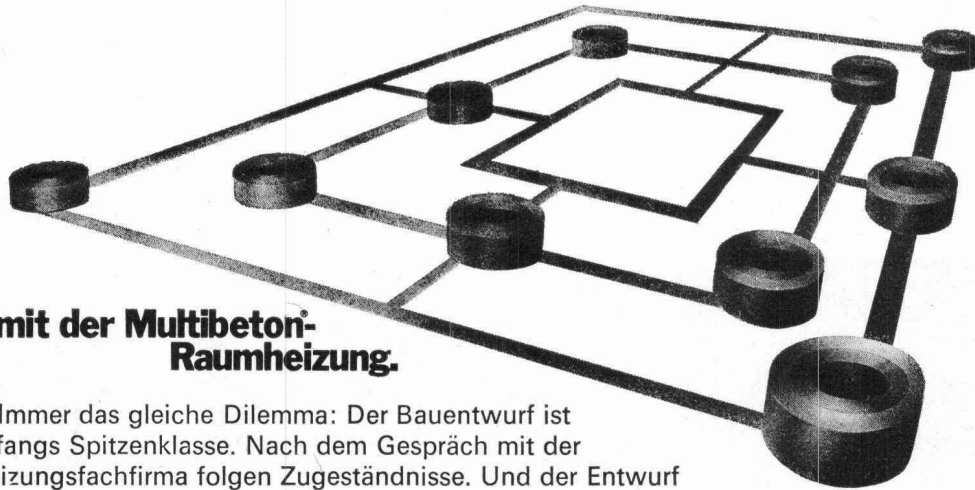 mit der Multibeton®-
Raumheizung.
Immer das gleiche Dilemma: Der Bauentwurf ist
fangs Spitzenklasse. Nach dem Gespräch mit der
izungsfachfirma folgen Zugeständnisse. Und der Entwurf